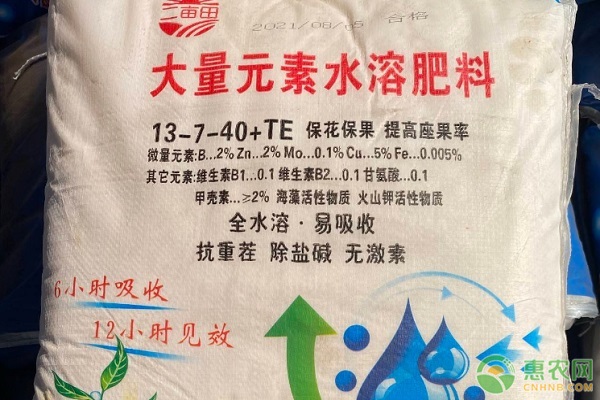 2021/08/15 合格
大量元素水溶肥料
13-7-40+TE 保花保果 提高座果率
微量元素:B...2% Zn...2% Mo...0.1% Cu...5% Fe...0.005%
其它元素:维生素B1...0.1 维生素B2...0.1 甘氨酸...0.1
甲壳素...≥2% 海藻活性物质 火山钾活性物质
全水溶·易吸收
抗重茬 除盐碱 无激素
6小时吸收
12小时见效
惠农网
CNHNB.COM